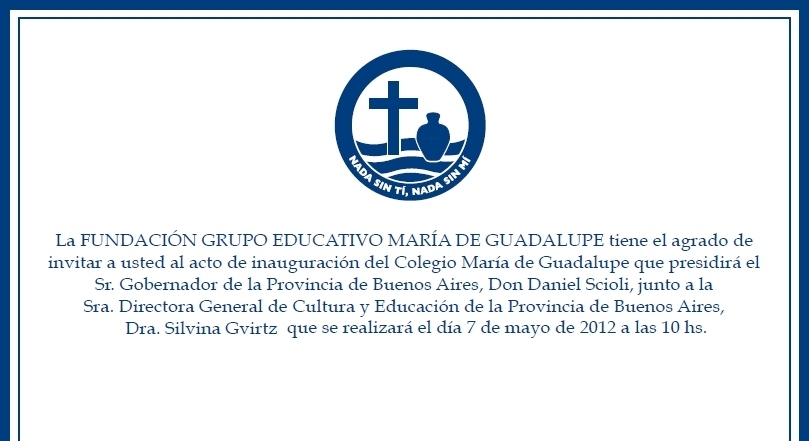 NADA SIN TÍ, NADA SIN MÍ
La FUNDACIÓN GRUPO EDUCATIVO MARÍA DE GUADALUPE tiene el agrado de
invitar a usted al acto de inauguración del Colegio María de Guadalupe que presidirá el
Sr. Gobernador de la Provincia de Buenos Aires, Don Daniel Scioli, junto a la
Sra. Directora General de Cultura y Educación de la Provincia de Buenos Aires,
Dra. Silvina Gvirtz que se realizará el día 7 de mayo de 2012 a las 10 hs.